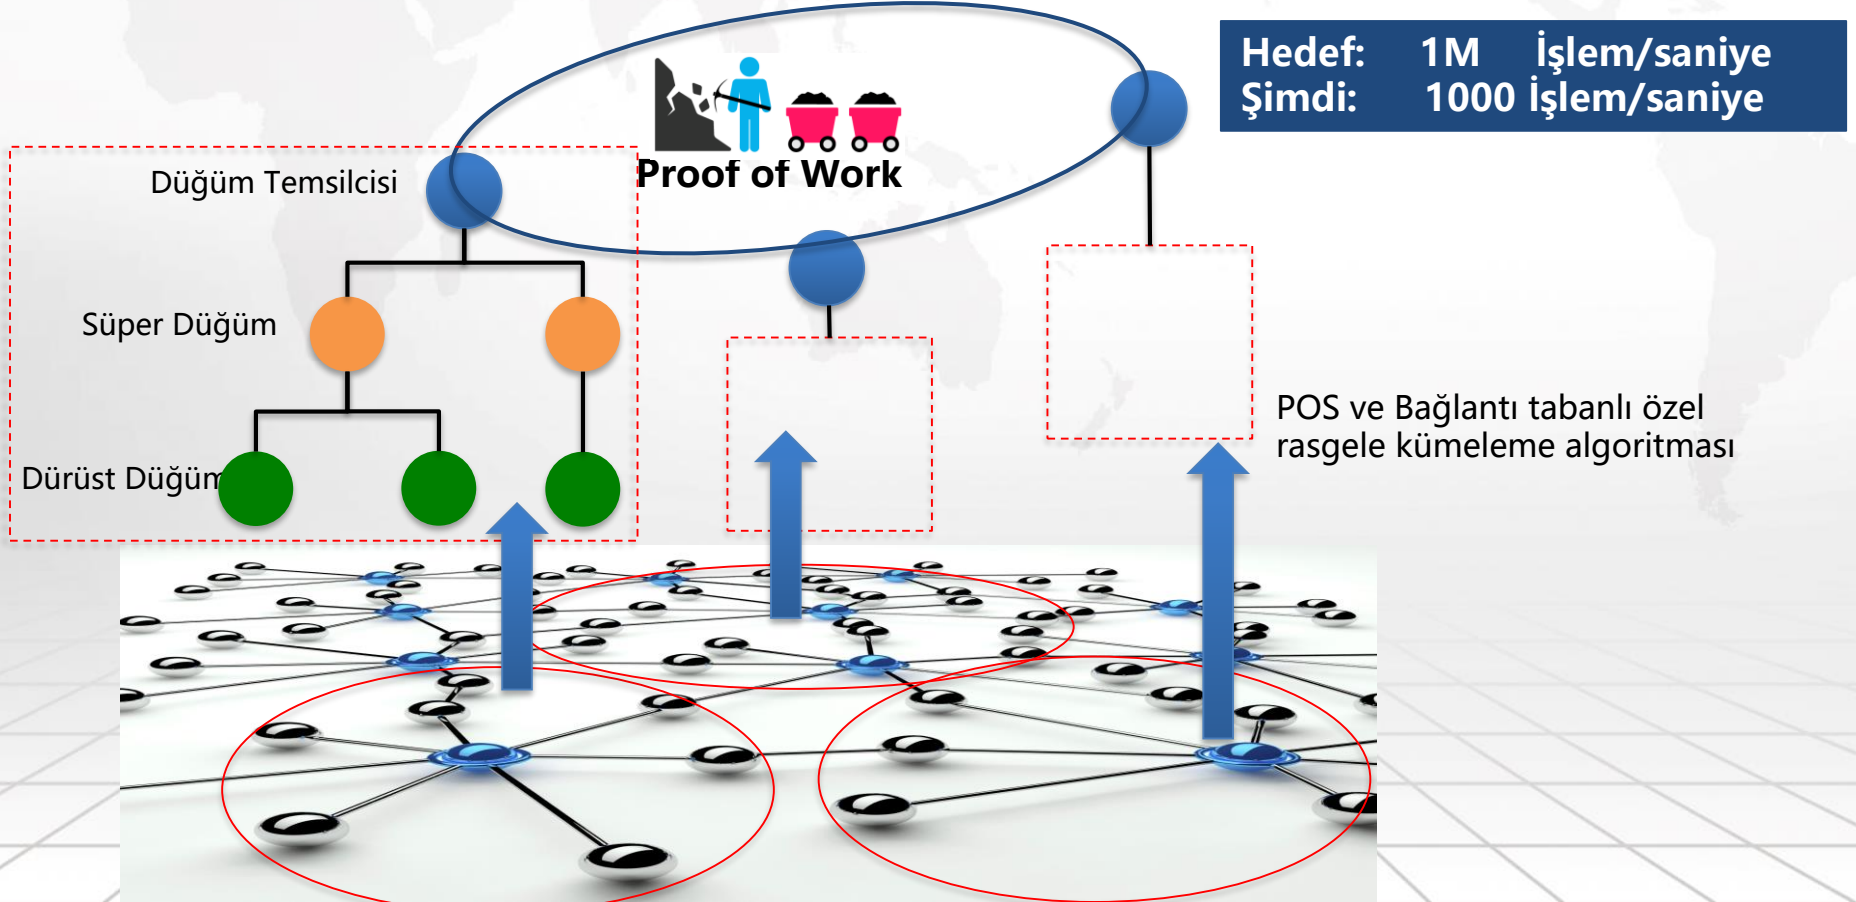 Hedef: 1M İşlem/saniye
Şimdi: 1000 İşlem/saniye
Proof of Work
Düğüm Temsilcisi
Süper Düğüm
POS ve Bağlantı tabanlı özel
rasgele kümeleme algoritması
Dürüst Düğüm